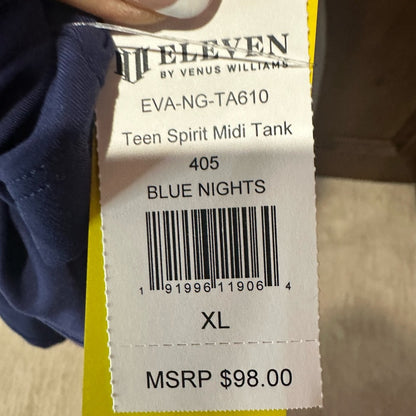 ELEVEN
BY VENUS WILLIAMS
EVA-NG-TA610
Teen Spirit Midi Tank
405
BLUE NIGHTS
1 91996 11906 4
XL
MSRP $98.00